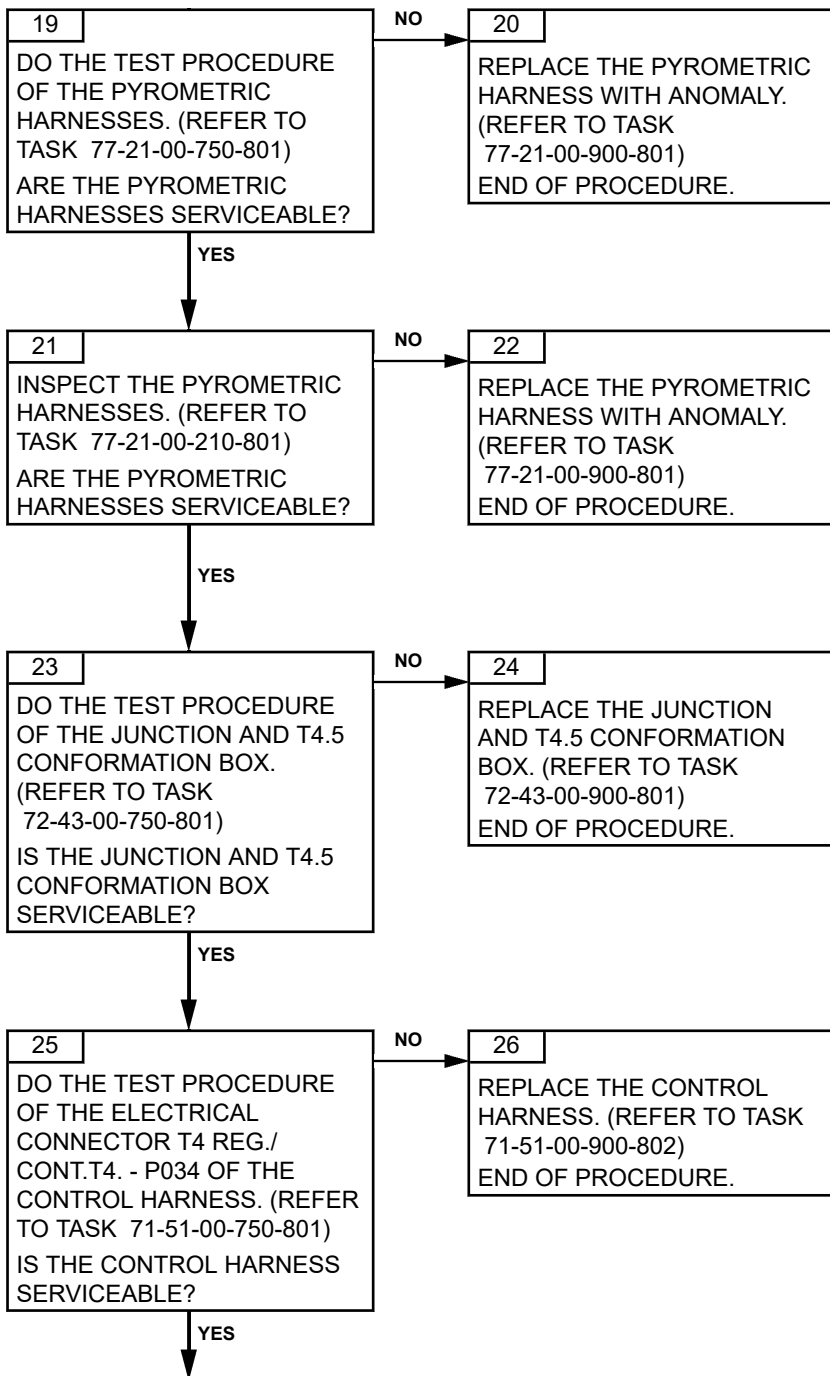 19
DO THE TEST PROCEDURE
OF THE PYROMETRIC
HARNESSES. (REFER TO
TASK 77-21-00-750-801)
ARE THE PYROMETRIC
HARNESSES SERVICEABLE?
NO
20
REPLACE THE PYROMETRIC
HARNESS WITH ANOMALY.
(REFER TO TASK
77-21-00-900-801)
END OF PROCEDURE.
YES
21
INSPECT THE PYROMETRIC
HARNESSES. (REFER TO
TASK 77-21-00-210-801)
ARE THE PYROMETRIC
HARNESSES SERVICEABLE?
NO
22
REPLACE THE PYROMETRIC
HARNESS WITH ANOMALY.
(REFER TO TASK
77-21-00-900-801)
END OF PROCEDURE.
YES
23
DO THE TEST PROCEDURE
OF THE JUNCTION AND T4.5
CONFORMATION BOX.
(REFER TO TASK
72-43-00-750-801)
IS THE JUNCTION AND T4.5
CONFORMATION BOX
SERVICEABLE?
NO
24
REPLACE THE JUNCTION
AND T4.5 CONFORMATION
BOX. (REFER TO TASK
72-43-00-900-801)
END OF PROCEDURE.
YES
25
DO THE TEST PROCEDURE
OF THE ELECTRICAL
CONNECTOR T4 REG./
CONT.T4. - P034 OF THE
CONTROL HARNESS. (REFER
TO TASK 71-51-00-750-801)
IS THE CONTROL HARNESS
SERVICEABLE?
NO
26
REPLACE THE CONTROL
HARNESS. (REFER TO TASK
71-51-00-900-802)
END OF PROCEDURE.
YES